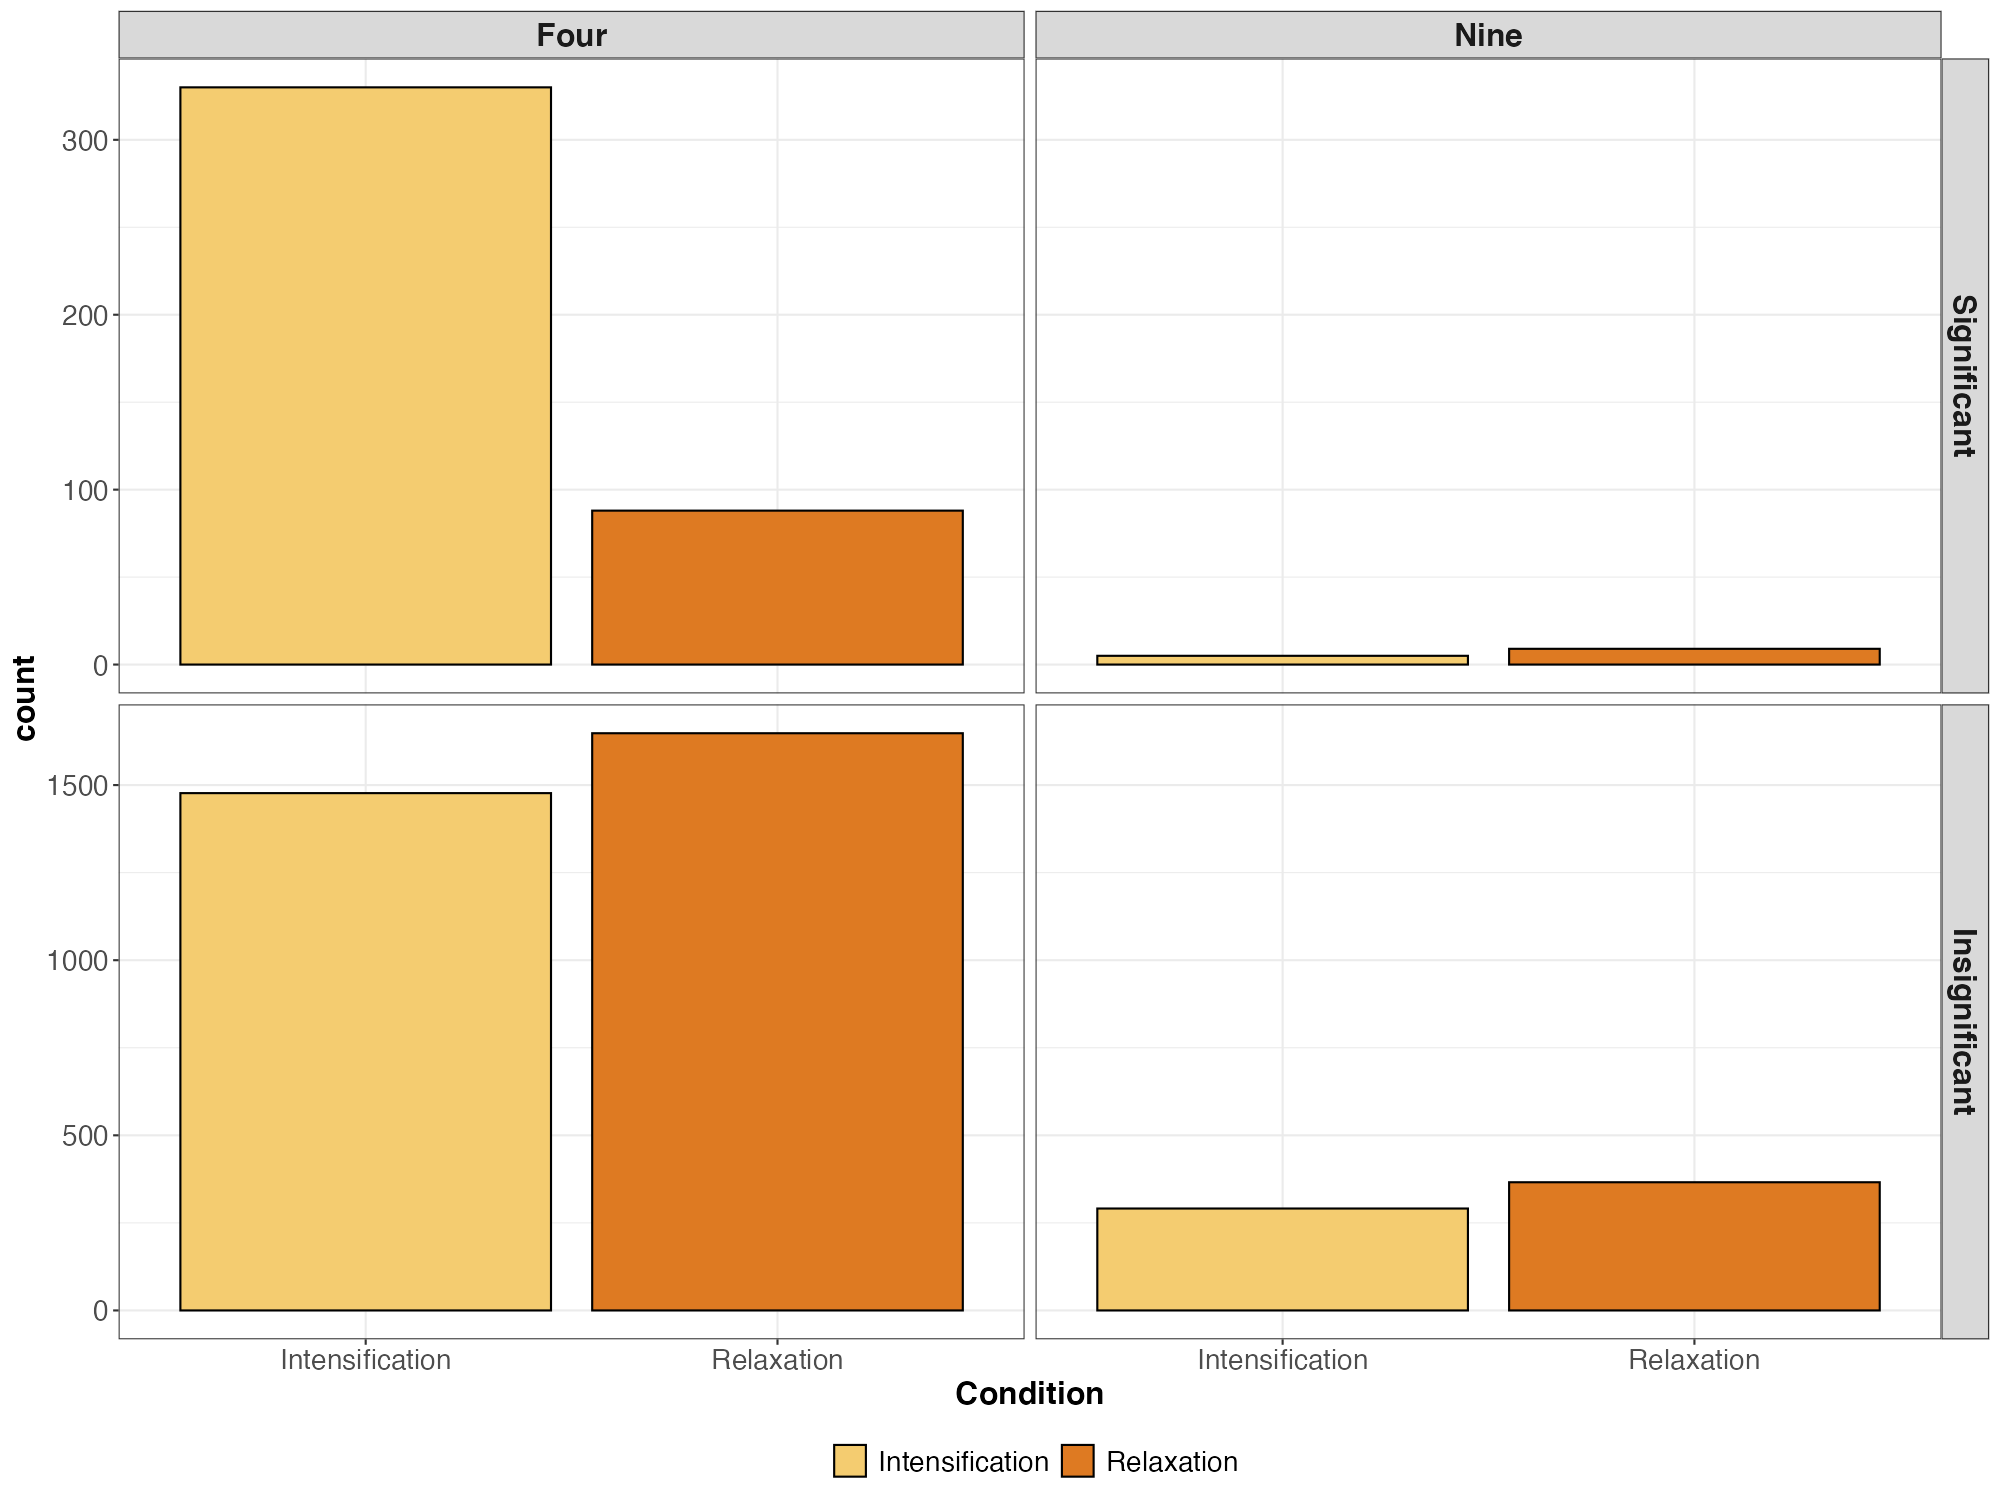 Four
Nine
300
200
100
0
Significant
count
1500
1000
500
0
Insignificant
Intensification
Relaxation
Intensification
Relaxation
Condition
Intensification
Relaxation